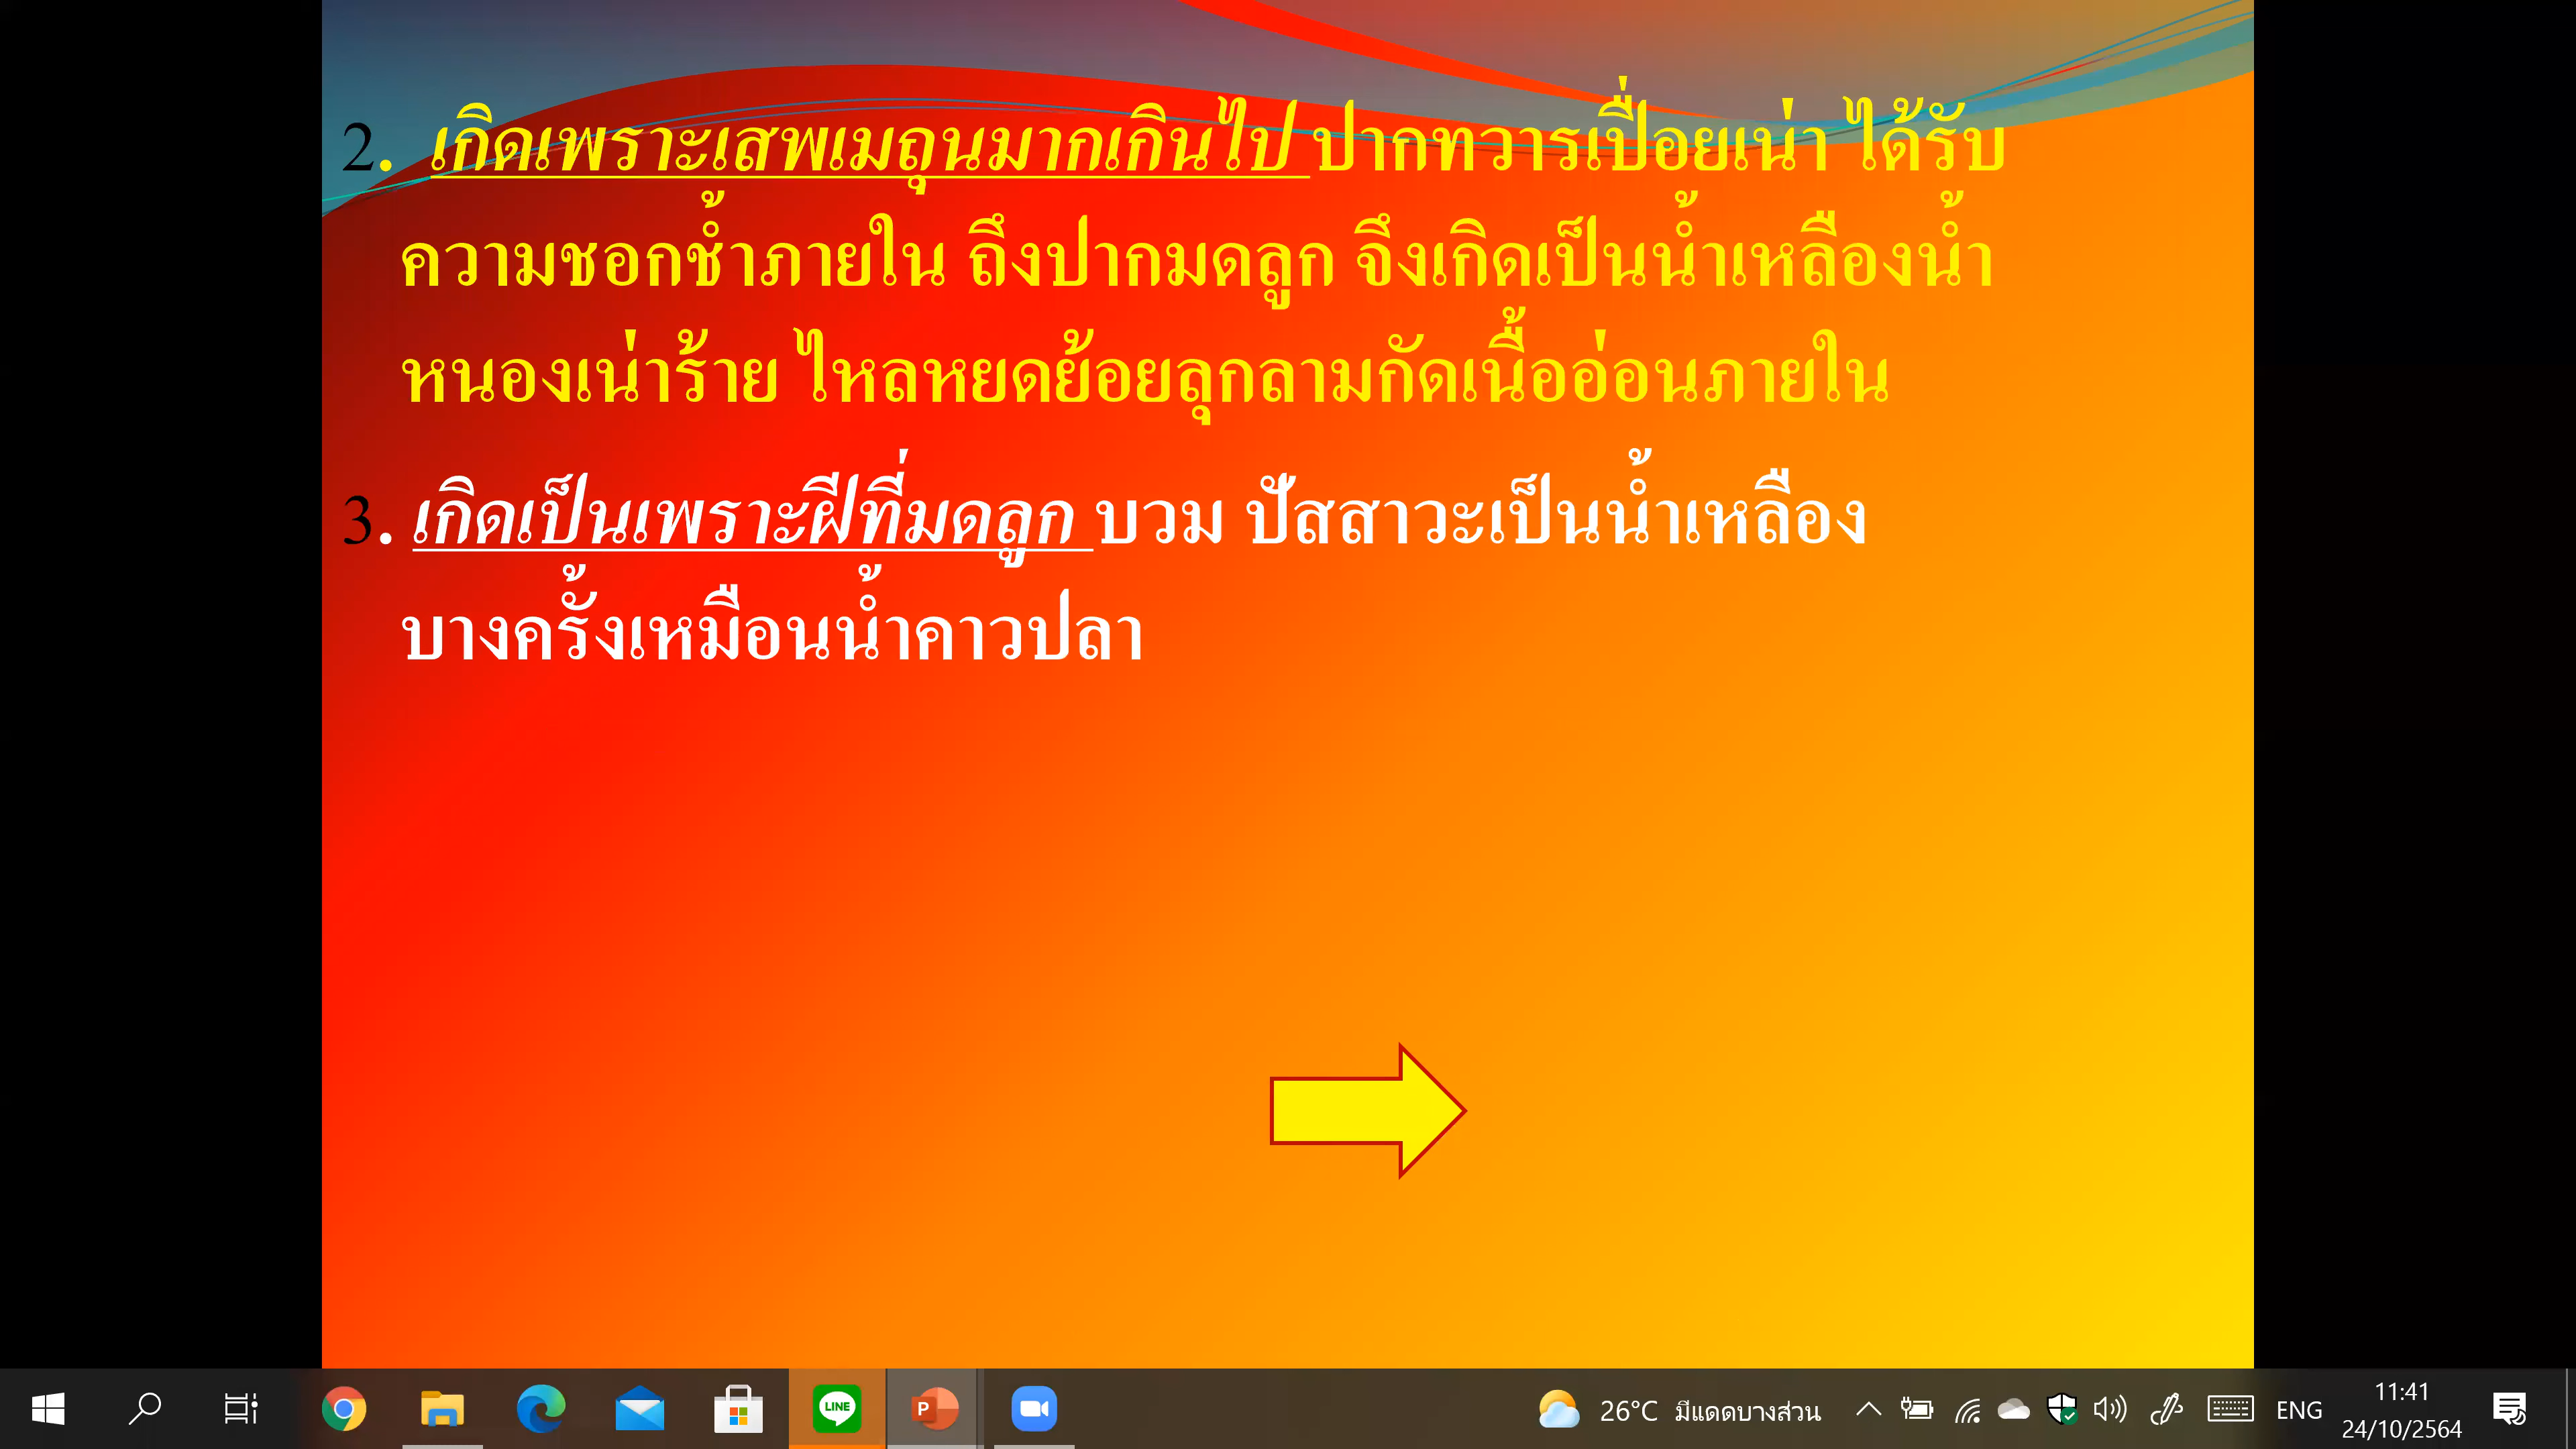 2. เกิดเพราะเสพเมถุนมากเกินไป ปากทวารเปื่อยเน่า ได้รับ
ความชอกช้ำภายใน ถึงปากมดลูก จึงเกิดเป็นน้ำเหลืองน้ำ
หนองเน่าร้าย ไหลหยดย้อยลุกลามกัดเนื้ออ่อนภายใน
3. เกิดเป็นเพราะฝีที่มดลูก บวม ปัสสาวะเป็นน้ำเหลือง
บางครั้งเหมือนน้ำคาวปลา
LINE
P
26°C มีแดดบางส่วน
ENG
11:41
24/10/2564